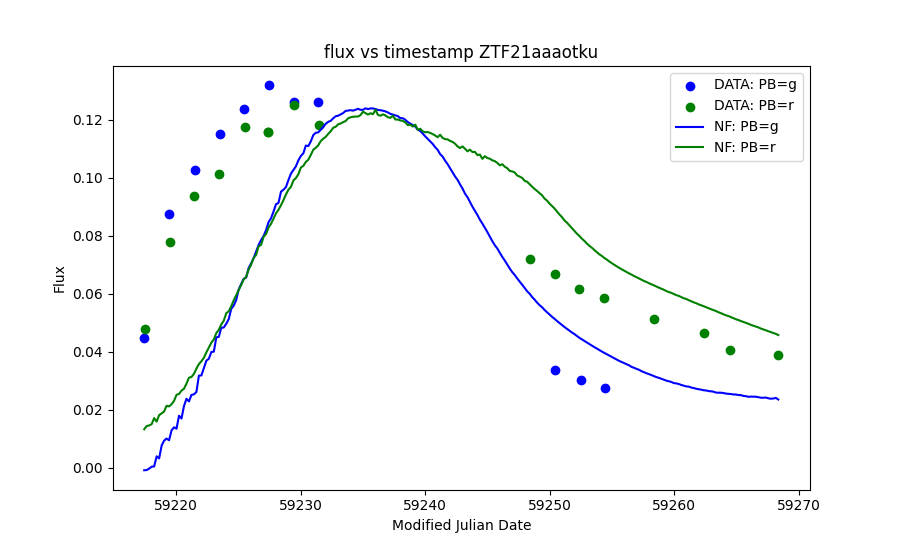 flux vs timestamp ZTF21aaaotku
DATA: PB=g
DATA: PB=r
NF: PB=g
NF: PB=r
0.12
0.10
0.08
0.06
0.04
0.02
0.00
Flux
59220
59230
59240
59250
59260
59270
Modified Julian Date